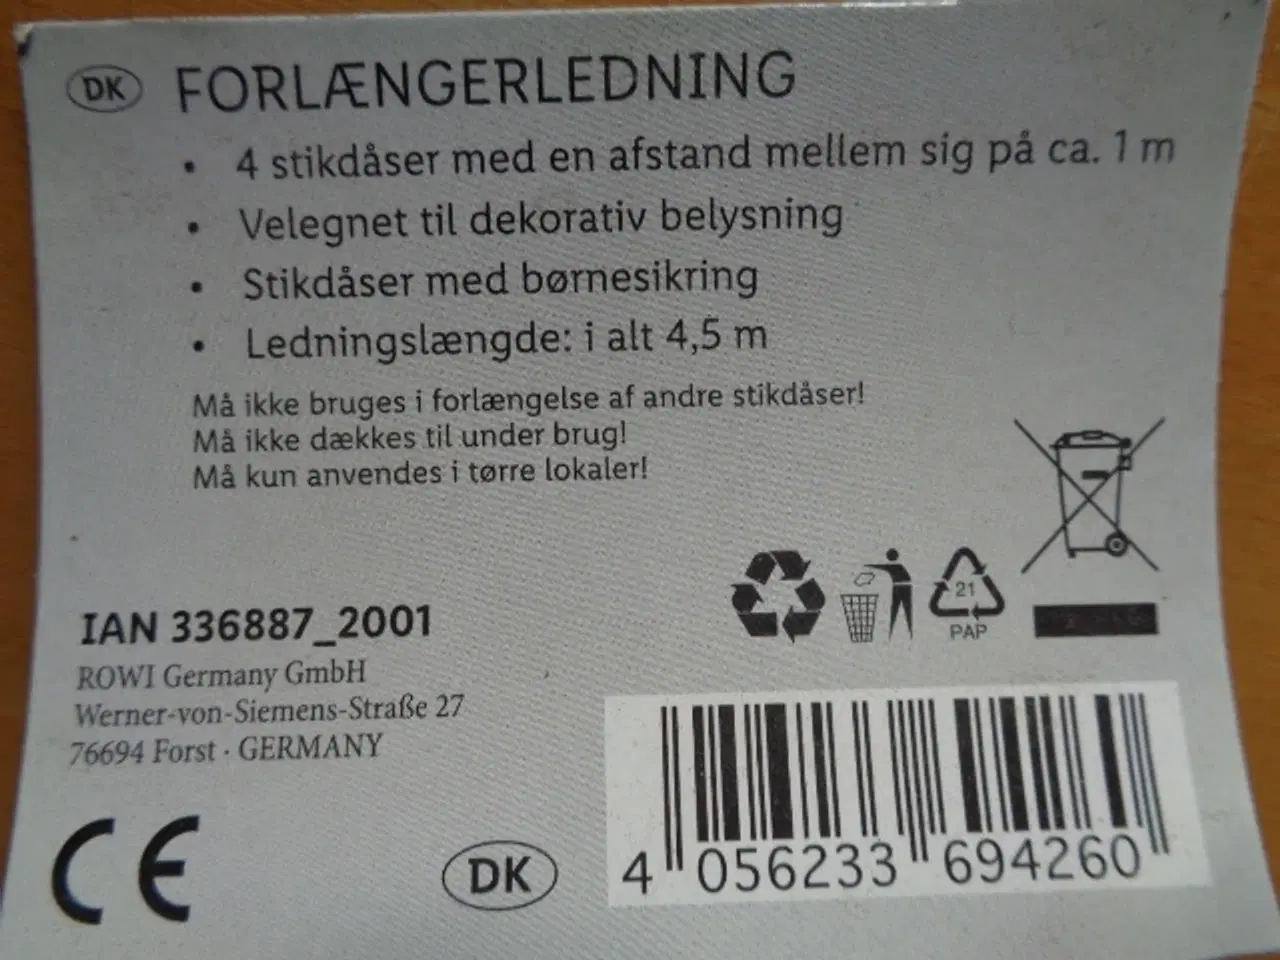 DK FORLÆNGERLEDNING
• 4 stikdåser med en afstand mellem sig på ca. 1 m
• Velegnet til dekorativ belysning
• Stikdåser med børnesikring
• Ledningslængde: i alt 4,5 m
Må ikke bruges i forlængelse af andre stikdåser!
Må ikke dækkes til under brug!
Må kun anvendes i tørre lokaler!
IAN 336887_2001
ROWI Germany GmbH
Werner-von-Siemens-Straße 27
76694 Forst · GERMANY
21
PAP
CE
DK
4 056233 694260